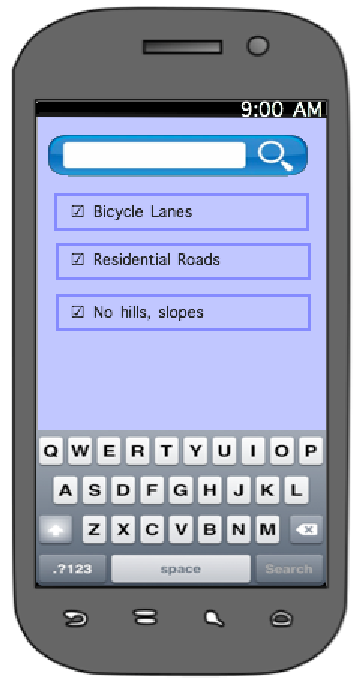 9:00 AM
☑ Bicycle Lanes
☑ Residential Roads
☑ No hills, slopes
Q W E R T Y U I O P
A S D F G H J K L
Z X C V B N M
.?123 space Search